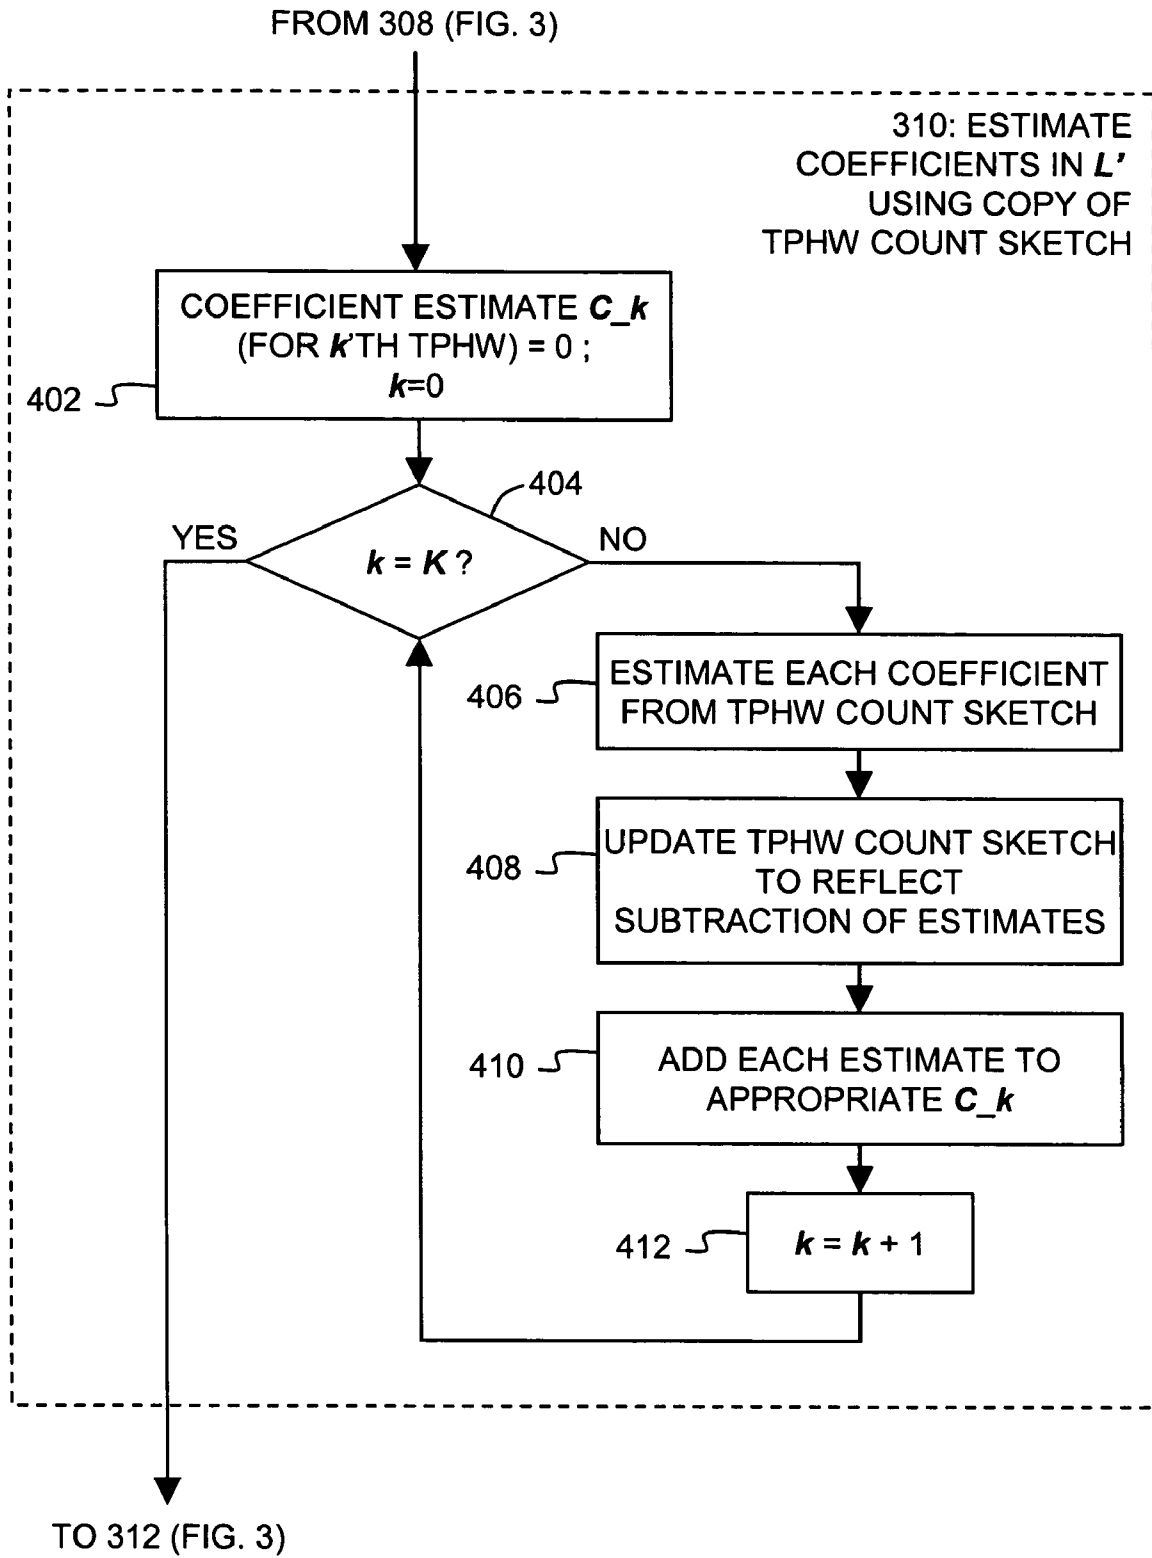 FROM 308 (FIG. 3)
310: ESTIMATE
COEFFICIENTS IN L'
USING COPY OF
TPHW COUNT SKETCH
COEFFICIENT ESTIMATE C_k
(FOR k'TH TPHW) = 0 ;
k=0
402
404
YES
k = K ?
NO
406
ESTIMATE EACH COEFFICIENT
FROM TPHW COUNT SKETCH
408
UPDATE TPHW COUNT SKETCH
TO REFLECT
SUBTRACTION OF ESTIMATES
410
ADD EACH ESTIMATE TO
APPROPRIATE C_k
412
k = k + 1
TO 312 (FIG. 3)